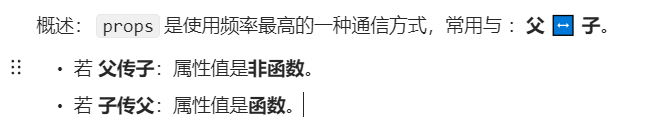 概述： props 是使用频率最高的一种通信方式，常用与 ：父 ↔ 子。
• 若 父传子：属性值是非函数。
• 若 子传父：属性值是函数。